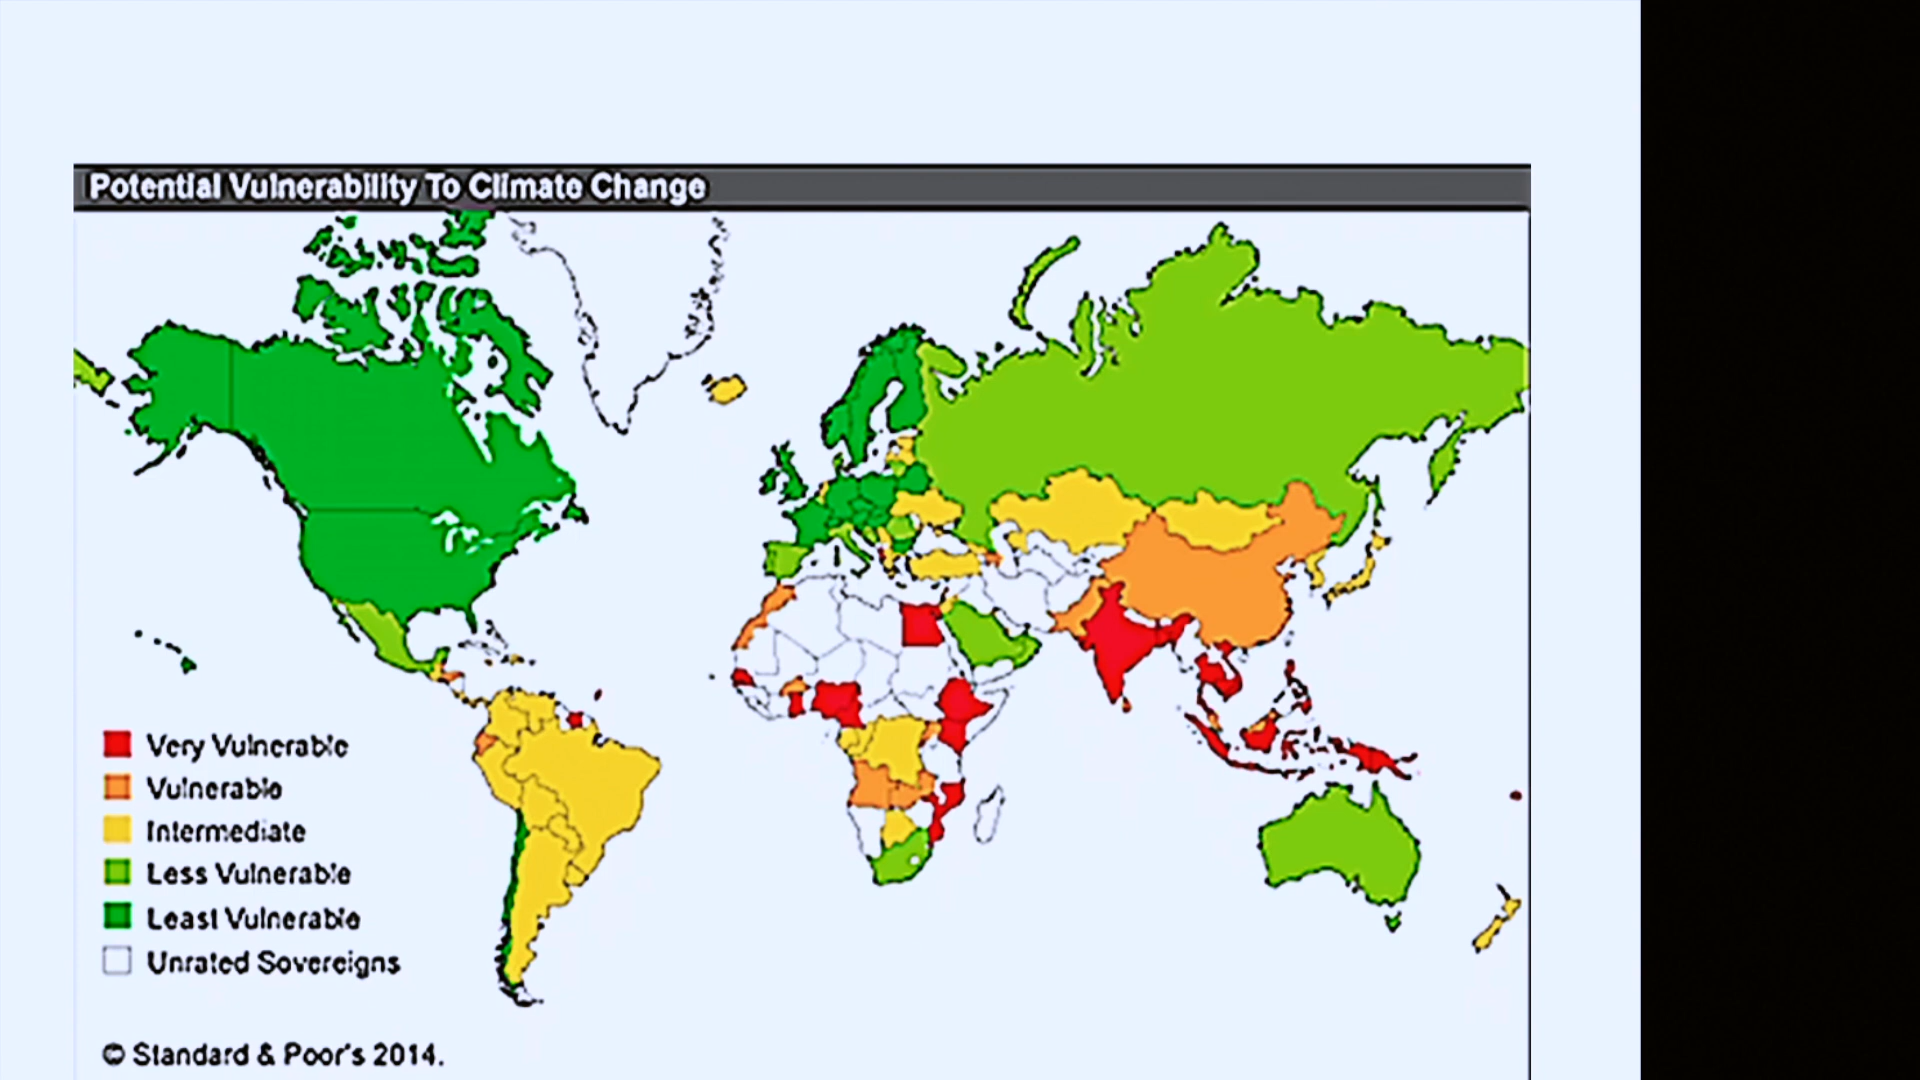 Potential Vulnerability To Climate Change
Very Vulnerable
Vulnerable
Intermediate
Less Vulnerable
Least Vulnerable
Unrated Sovereigns
© Standard & Poor's 2014.